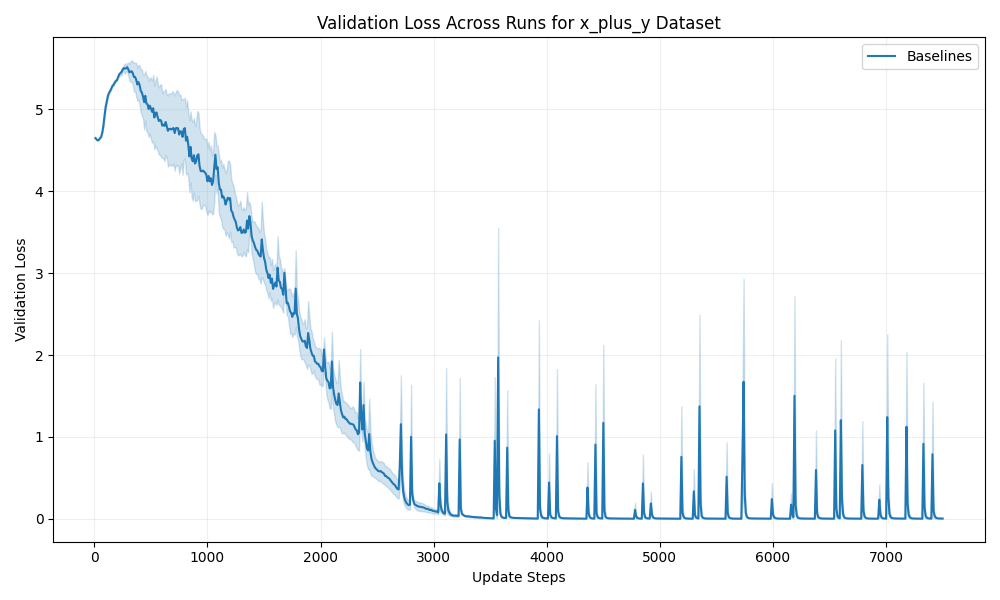 Validation Loss Across Runs for x_plus_y Dataset
Baselines
Validation Loss
5
4
3
2
1
0
0 1000 2000 3000 4000 5000 6000 7000
Update Steps